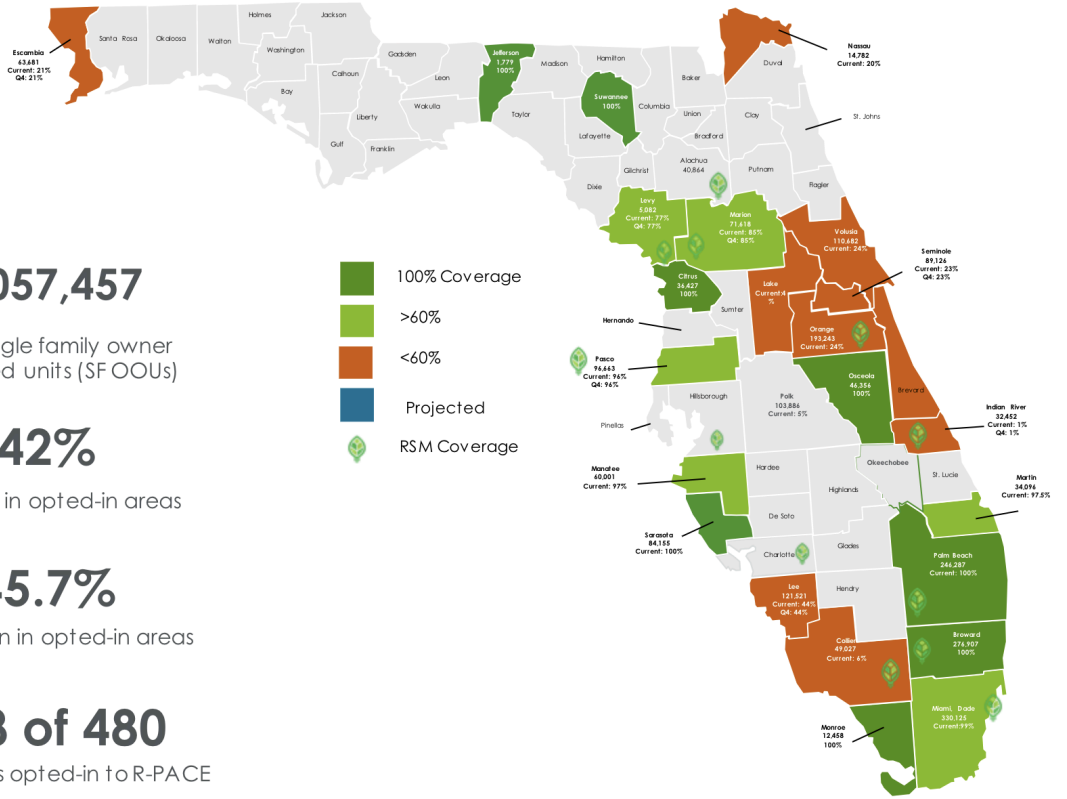 Holmes
Jackson
Santa Rosa
Okaloosa
Walton
Washington
Escambia
63,681
Current: 21%
Q4: 21%
Gadsden
Leon
Calhoun
Bay
Liberty
Wakulla
Gulf
Franklin
Jefferson
1,779
100%
Madison
Hamilton
Taylor
Suwannee
100%
Columbia
Lafayette
Baker
Union
Bradford
Nassau
14,782
Current: 20%
Duval
Clay
St. Johns
Alachua
40,864
Putnam
Gilchrist
Dixie
Flagler
Levy
5,082
Current: 77%
Q4: 77%
Marion
71,618
Current: 85%
Q4: 85%
Volusia
110,682
Current: 24%
Seminole
89,126
Current: 23%
Q4: 23%
Citrus
36,427
100%
Sumter
Lake
%
Hernando
Orange
193,243
Current: 24%
Pasco
96,663
Current: 96%
Q4: 96%
Osceola
46,356
100%
Brevard
Hillsborough
Polk
103,886
Current: 5%
Pinellas
Indian River
32,452
Current: 1%
Q4: 1%
Manatee
60,001
Current: 97%
Hardee
Okeechobee
St. Lucie
Highlands
Martin
34,096
Current: 97.5%
De Soto
Sarasota
84,155
Current: 100%
Charlotte
Glades
Palm Beach
246,287
Current: 100%
Lee
121,521
Current: 44%
Q4: 44%
Hendry
Collier
49,027
Current: 6%
Broward
276,907
100%
Monroe
12,458
100%
Miami, Dade
330,125
Current:99%
057,457
gle family owner
d units (SF OOUs)
42%
in opted-in areas
5.7%
n in opted-in areas
of 480
s opted-in to R-PACE
100% Coverage
>60%
<60%
Projected
RSM Coverage